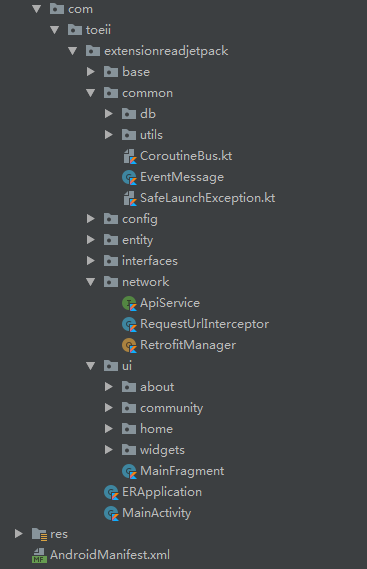 com
toeii
extensionreadjetpack
base
common
db
utils
CoroutineBus.kt
EventMessage
SafeLaunchException.kt
config
entity
interfaces
network
ApiService
RequestUrlInterceptor
RetrofitManager
ui
about
community
home
widgets
MainFragment
ERApplication
MainActivity
res
AndroidManifest.xml